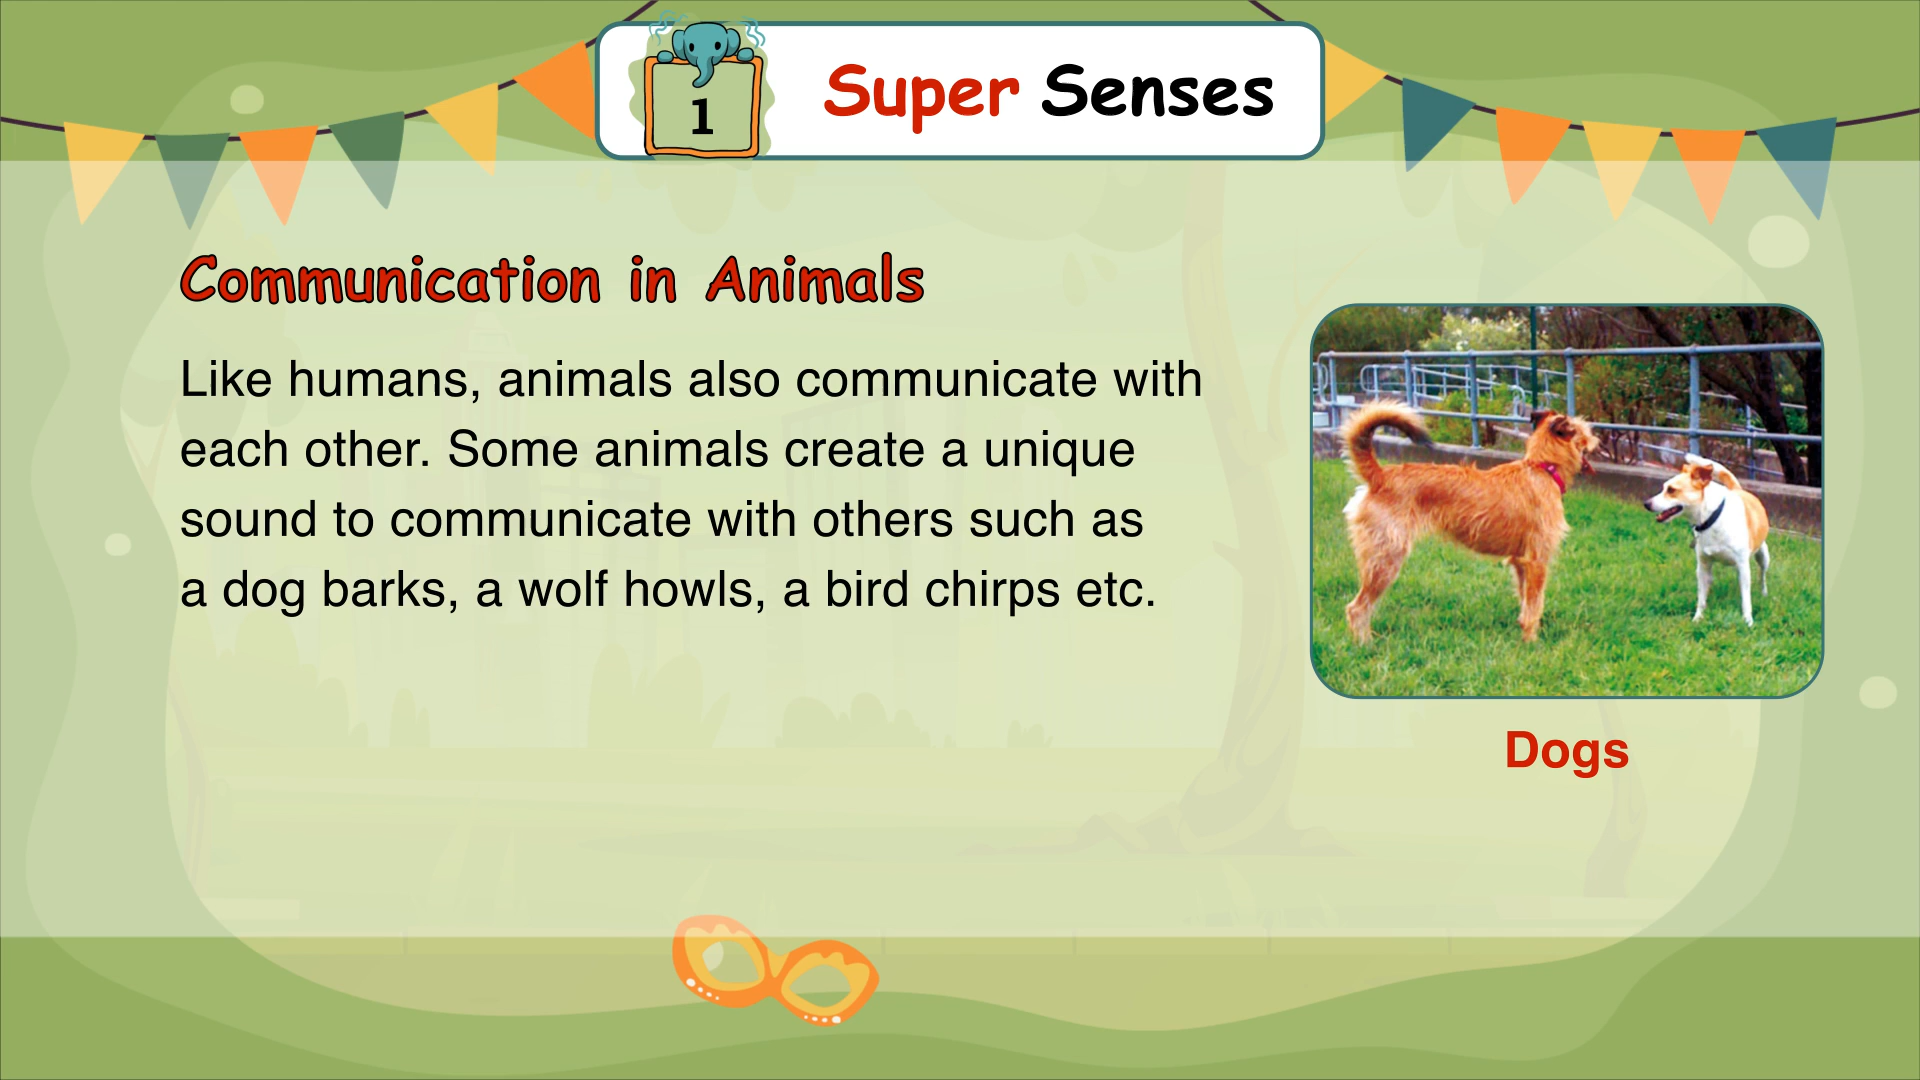 1
Super Senses
Communication in Animals
Like humans, animals also communicate with
each other. Some animals create a unique
sound to communicate with others such as
a dog barks, a wolf howls, a bird chirps etc.
Dogs